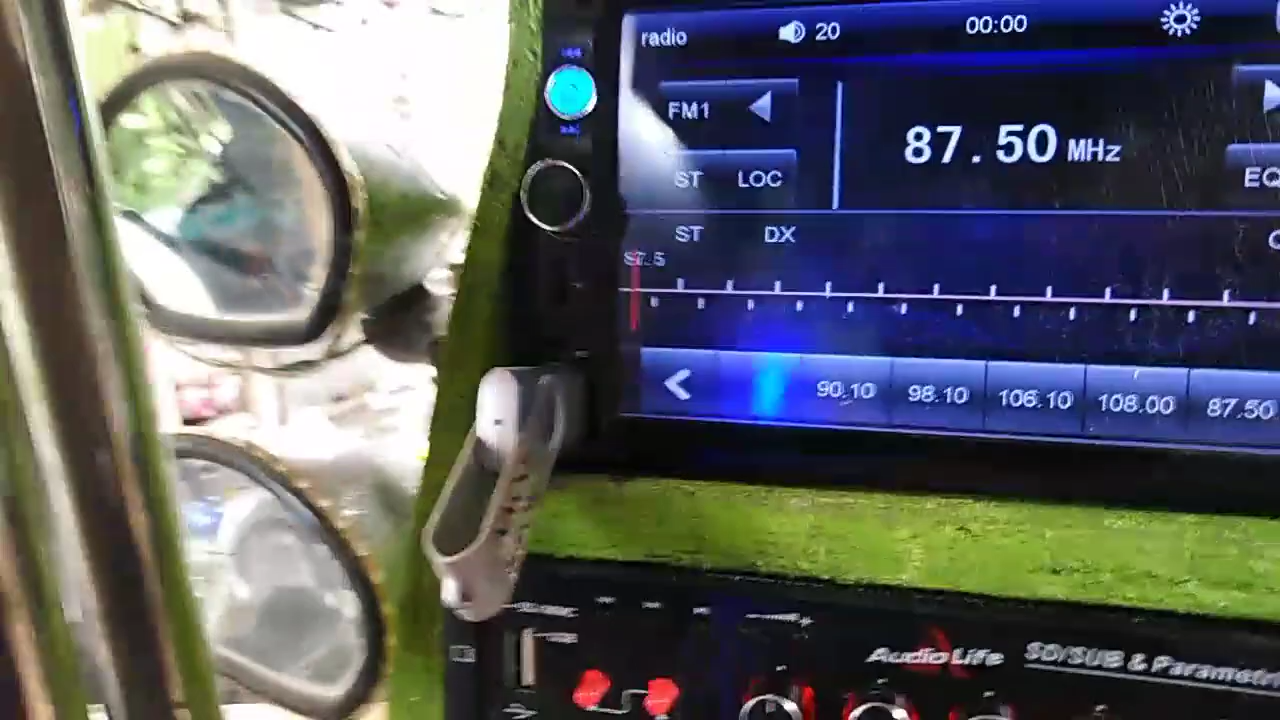 radio 20 00:00
FM1
87.50 MHz
ST LOC EQ
ST DX
87.5
90.10 98.10 106.10 108.00 87.50
Audio Life SD/SUB & Parametri